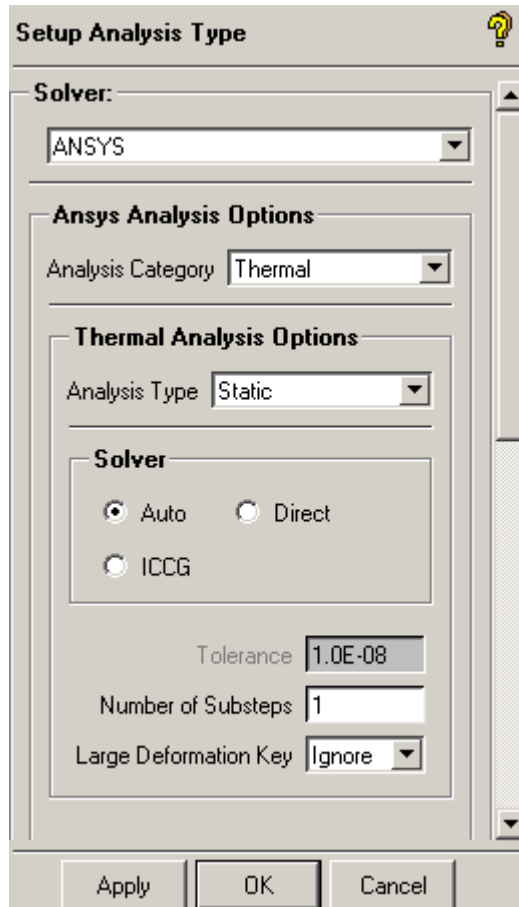 Setup Analysis Type
Solver:
ANSYS
Ansys Analysis Options
Analysis Category Thermal
Thermal Analysis Options
Analysis Type Static
Solver
Auto Direct
ICCG
Tolerance 1.0E-08
Number of Substeps 1
Large Deformation Key Ignore
Apply OK Cancel